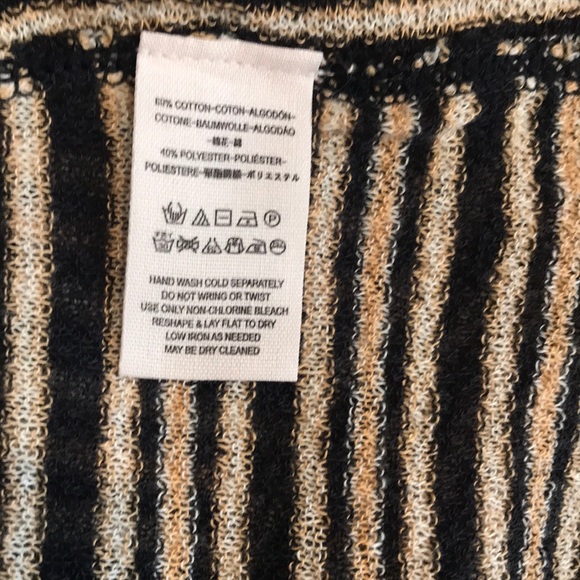 60% COTTON-COTON-ALGODÓN-
COTONE-BAUMWOLLE-ALGODÃO
-棉花-綿
40% POLYESTER-POLIÉSTER-
POLIESTERE-聚酯纖維-ポリエステル
P
HAND WASH COLD SEPARATELY
DO NOT WRING OR TWIST
USE ONLY NON-CHLORINE BLEACH
RESHAPE & LAY FLAT TO DRY
LOW IRON AS NEEDED
MAY BE DRY CLEANED